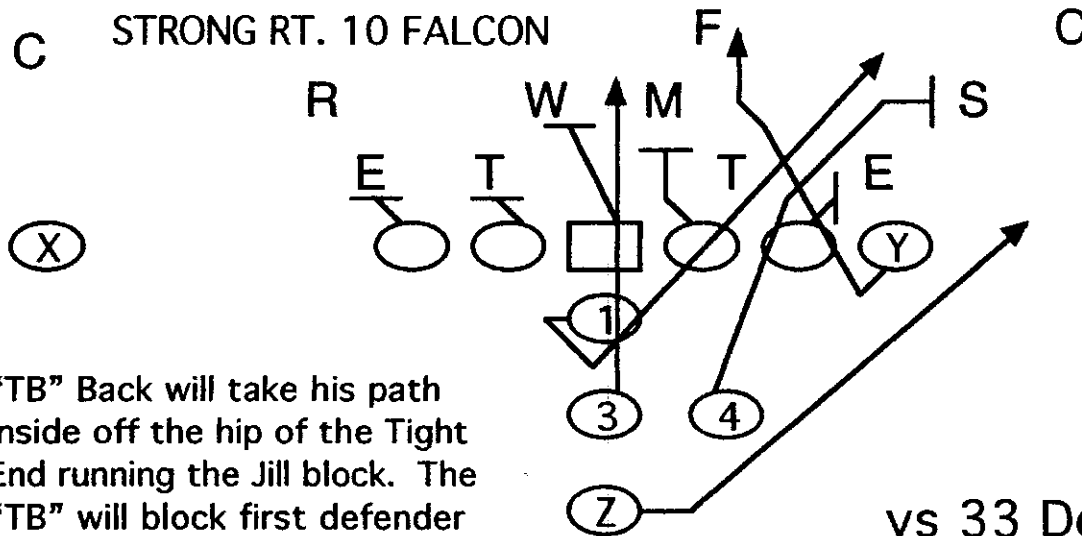 STRONG RT. 10 FALCON
C F C
R W M S
E T T E
X Y
1
3 4
"TB" Back will take his path
nside off the hip of the Tight
End running the Jill block. The
"TB" will block first defender
Z
vs 33 De